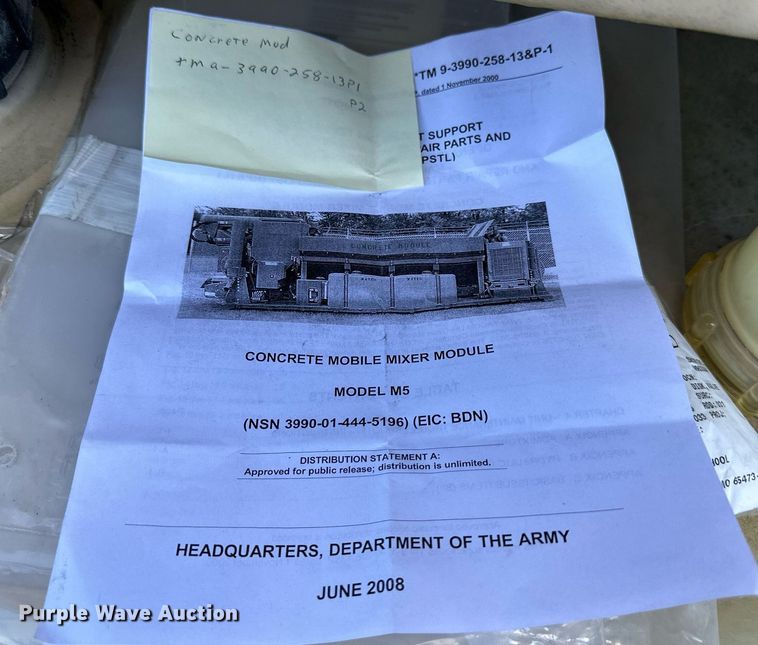 Concrete Mod
tma-3990-258-13P1
P2
*TM 9-3990-258-13&P-1
, dated 1 November 2000
T SUPPORT
AIR PARTS AND
PSTL)
CONCRETE MODULE
CONCRETE MOBILE MIXER MODULE
MODEL M5
(NSN 3990-01-444-5196) (EIC: BDN)
DISTRIBUTION STATEMENT A:
Approved for public release; distribution is unlimited.
HEADQUARTERS, DEPARTMENT OF THE ARMY
JUNE 2008
65473-
Purple Wave Auction